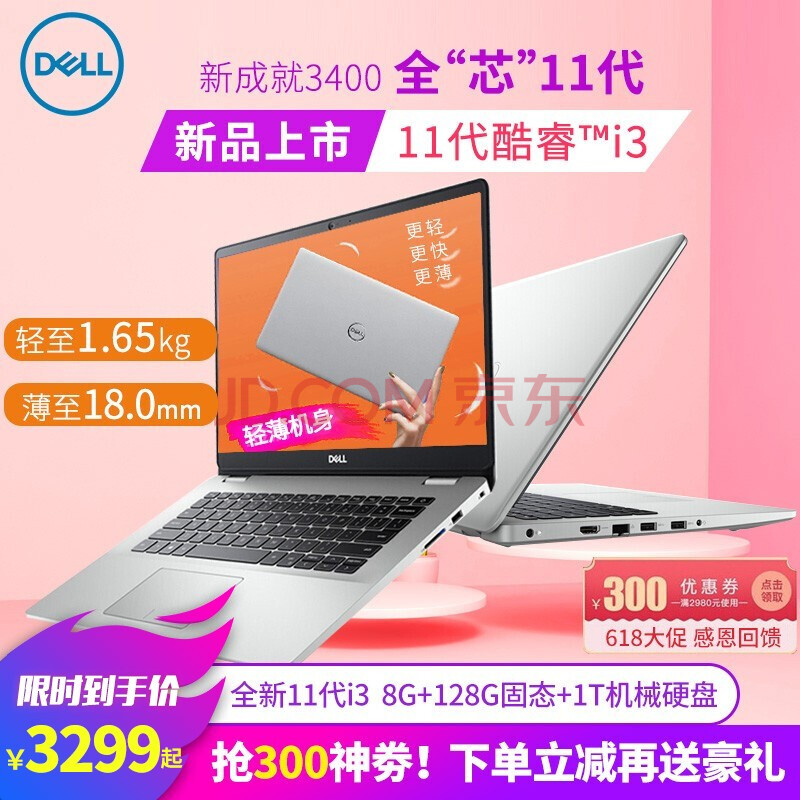 DELL
新成就3400 全“芯”11代
新品上市 11代酷睿™i3
更轻
更快
更薄
DELL
轻至1.65kg
薄至18.0mm
JD.COM 京东
轻薄机身
DELL
¥300 优惠券
满2980元使用
点击
领取
618大促 感恩回馈
限时到手价
¥3299起
全新11代i3 8G+128G固态+1T机械硬盘
抢300神券！下单立减再送豪礼